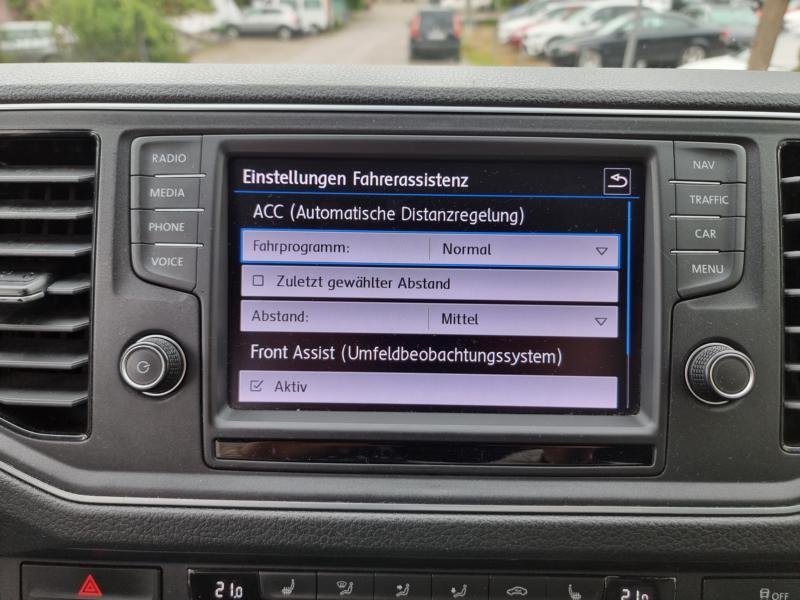 RADIO
MEDIA
PHONE
VOICE
Einstellungen Fahrerassistenz
ACC (Automatische Distanzregelung)
Fahrprogramm: Normal
Zuletzt gewählter Abstand
Abstand: Mittel
Front Assist (Umfeldbeobachtungssystem)
Aktiv
NAV
TRAFFIC
CAR
MENU
21.0
21.0
OFF